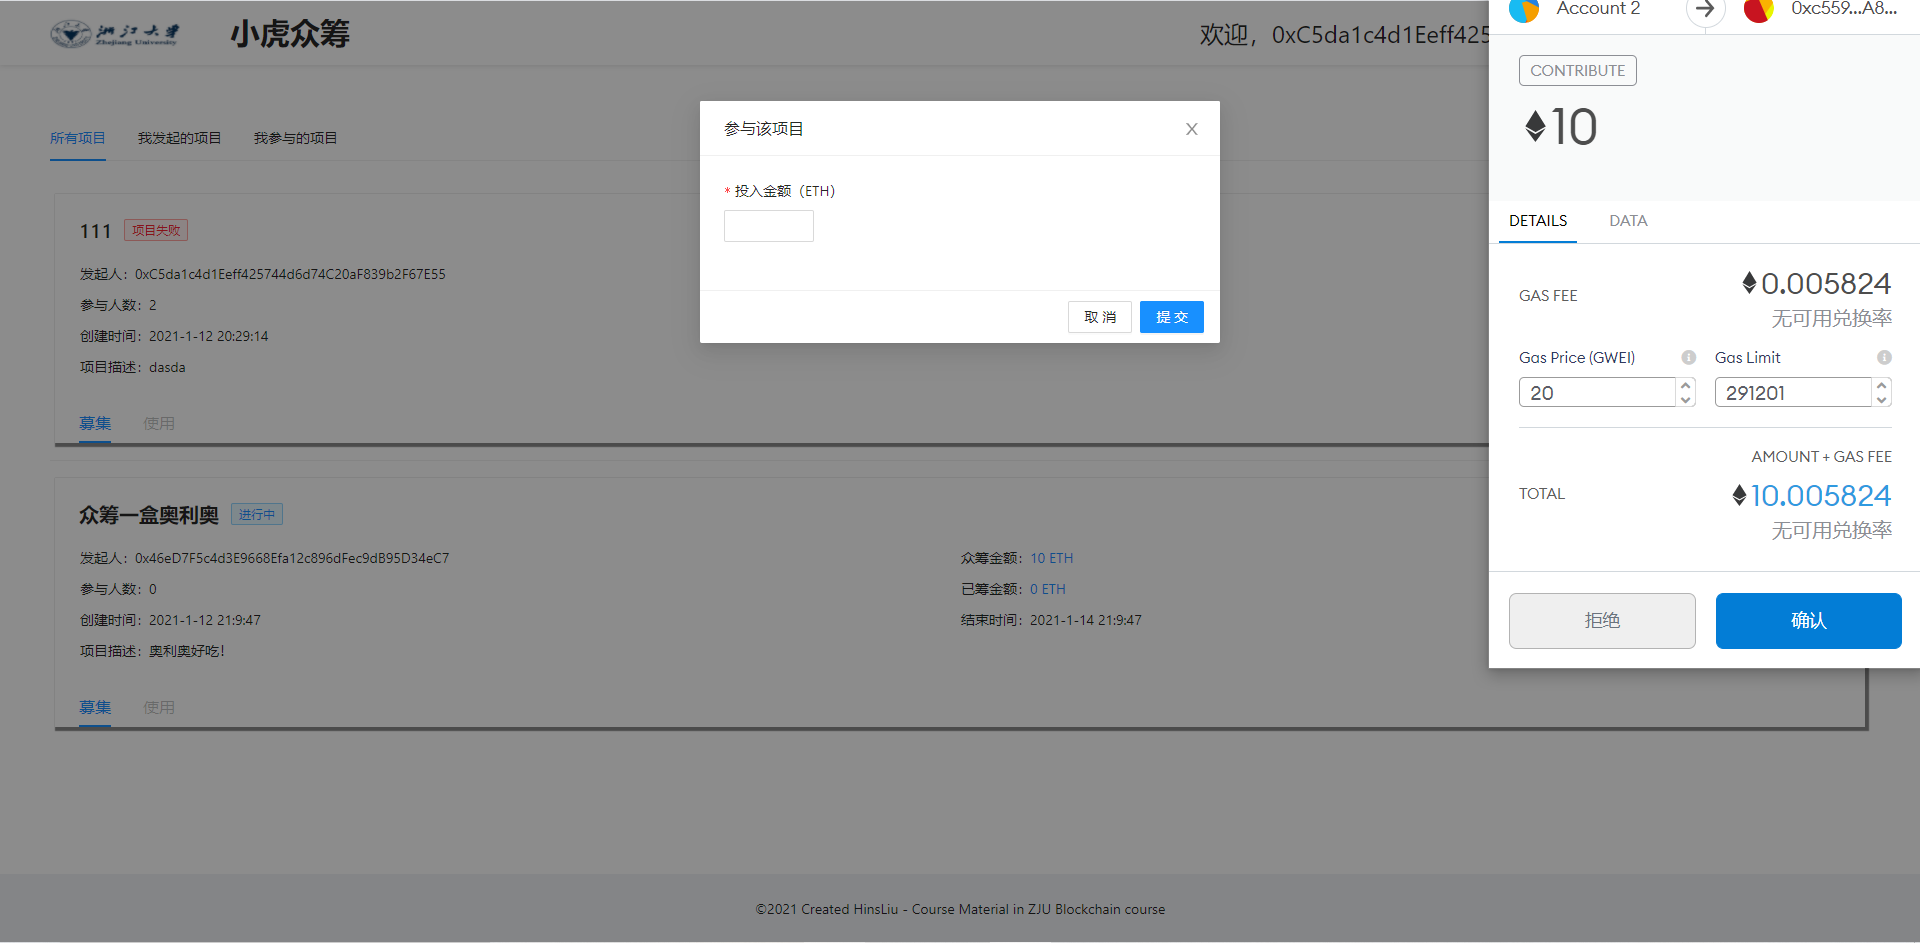 浙江大学
Zhejiang University
小虎众筹
欢迎，0xC5da1c4d1Eeff425
所有项目
我发起的项目
我参与的项目
111
项目失败
发起人：0xC5da1c4d1Eeff425744d6d74C20aF839b2F67E55
参与人数：2
创建时间：2021-1-12 20:29:14
项目描述：dasda
募集
使用
众筹一盒奥利奥
进行中
发起人：0x46eD7F5c4d3E9668Efa12c896dFec9dB95D34eC7
众筹金额：10 ETH
参与人数：0
已筹金额：0 ETH
创建时间：2021-1-12 21:9:47
结束时间：2021-1-14 21:9:47
项目描述：奥利奥好吃！
募集
使用
参与该项目
* 投入金额（ETH）
取 消
提 交
Account 2
0xc559...A8...
CONTRIBUTE
10
DETAILS
DATA
GAS FEE
0.005824
无可用兑换率
Gas Price (GWEI)
Gas Limit
20
291201
AMOUNT + GAS FEE
TOTAL
10.005824
无可用兑换率
拒绝
确认
©2021 Created HinsLiu - Course Material in ZJU Blockchain course